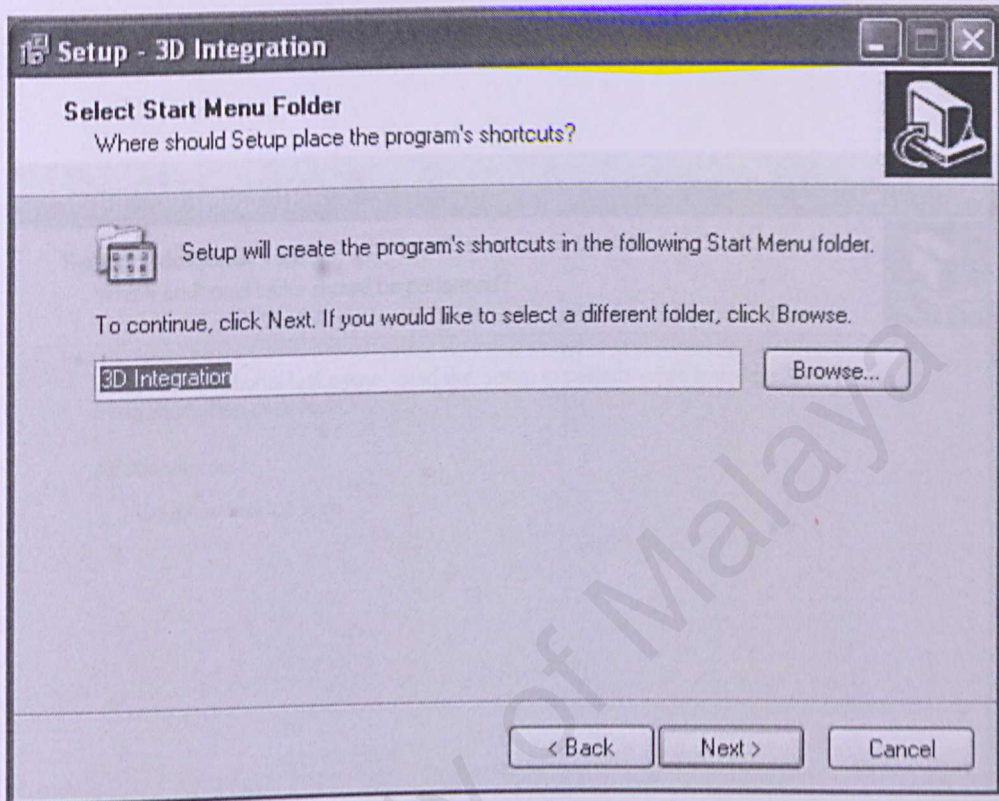 Setup - 3D Integration
Select Start Menu Folder
Where should Setup place the program's shortcuts?
Setup will create the program's shortcuts in the following Start Menu folder.
To continue, click Next. If you would like to select a different folder, click Browse.
3D Integration
Browse...
< Back
Next >
Cancel
of Malaya